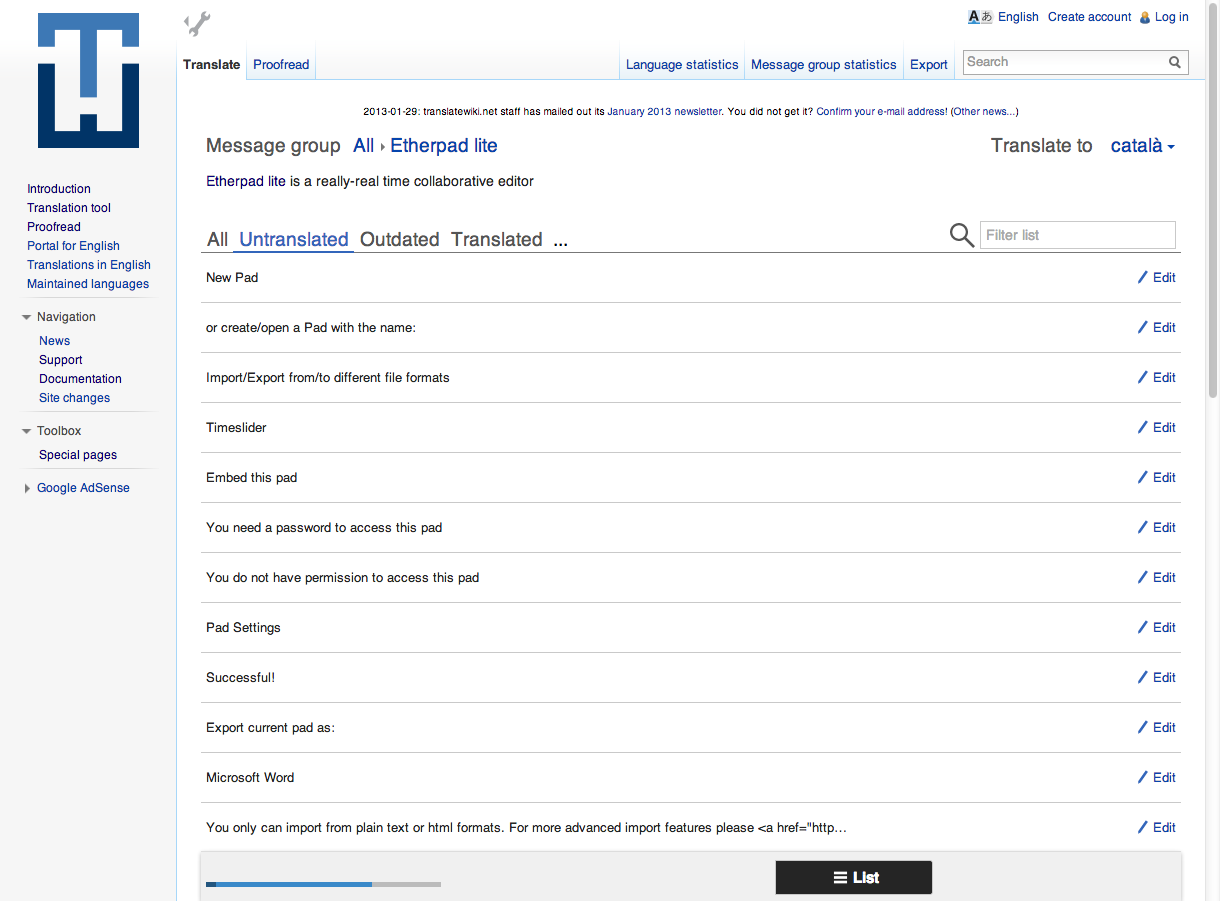 Aあ English Create account Log in
Translate Proofread Language statistics Message group statistics Export Search
2013-01-29: translatewiki.net staff has mailed out its January 2013 newsletter. You did not get it? Confirm your e-mail address! (Other news...)
Message group All Etherpad lite Translate to català
Etherpad lite is a really-real time collaborative editor
Introduction
Translation tool
Proofread
Portal for English
Translations in English
Maintained languages
Navigation
News
Support
Documentation
Site changes
Toolbox
Special pages
Google AdSense
All Untranslated Outdated Translated ... Filter list
New Pad Edit
or create/open a Pad with the name: Edit
Import/Export from/to different file formats Edit
Timeslider Edit
Embed this pad Edit
You need a password to access this pad Edit
You do not have permission to access this pad Edit
Pad Settings Edit
Successful! Edit
Export current pad as: Edit
Microsoft Word Edit
You only can import from plain text or html formats. For more advanced import features please <a href="http... Edit
List